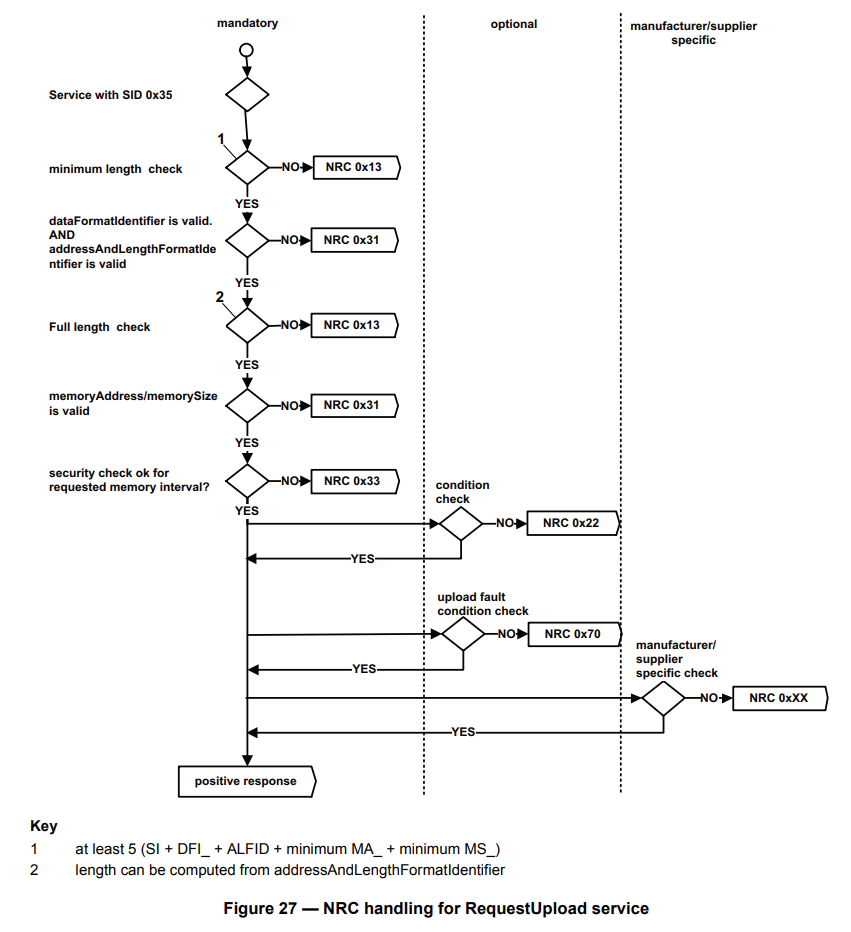 mandatory
optional
manufacturer/supplier
specific
Service with SID 0x35
1
minimum length check
NO
NRC 0x13
YES
dataFormatIdentifier is valid.
AND
addressAndLengthFormatIde
ntifier is valid
NO
NRC 0x31
YES
2
Full length check
NO
NRC 0x13
YES
memoryAddress/memorySize
is valid
NO
NRC 0x31
YES
security check ok for
requested memory interval?
NO
NRC 0x33
YES
condition
check
NO
NRC 0x22
YES
upload fault
condition check
NO
NRC 0x70
YES
manufacturer/
supplier
specific check
NO
NRC 0xXX
YES
positive response
Key
1 at least 5 (SI + DFI_ + ALFID + minimum MA_ + minimum MS_)
2 length can be computed from addressAndLengthFormatIdentifier
Figure 27 — NRC handling for RequestUpload service